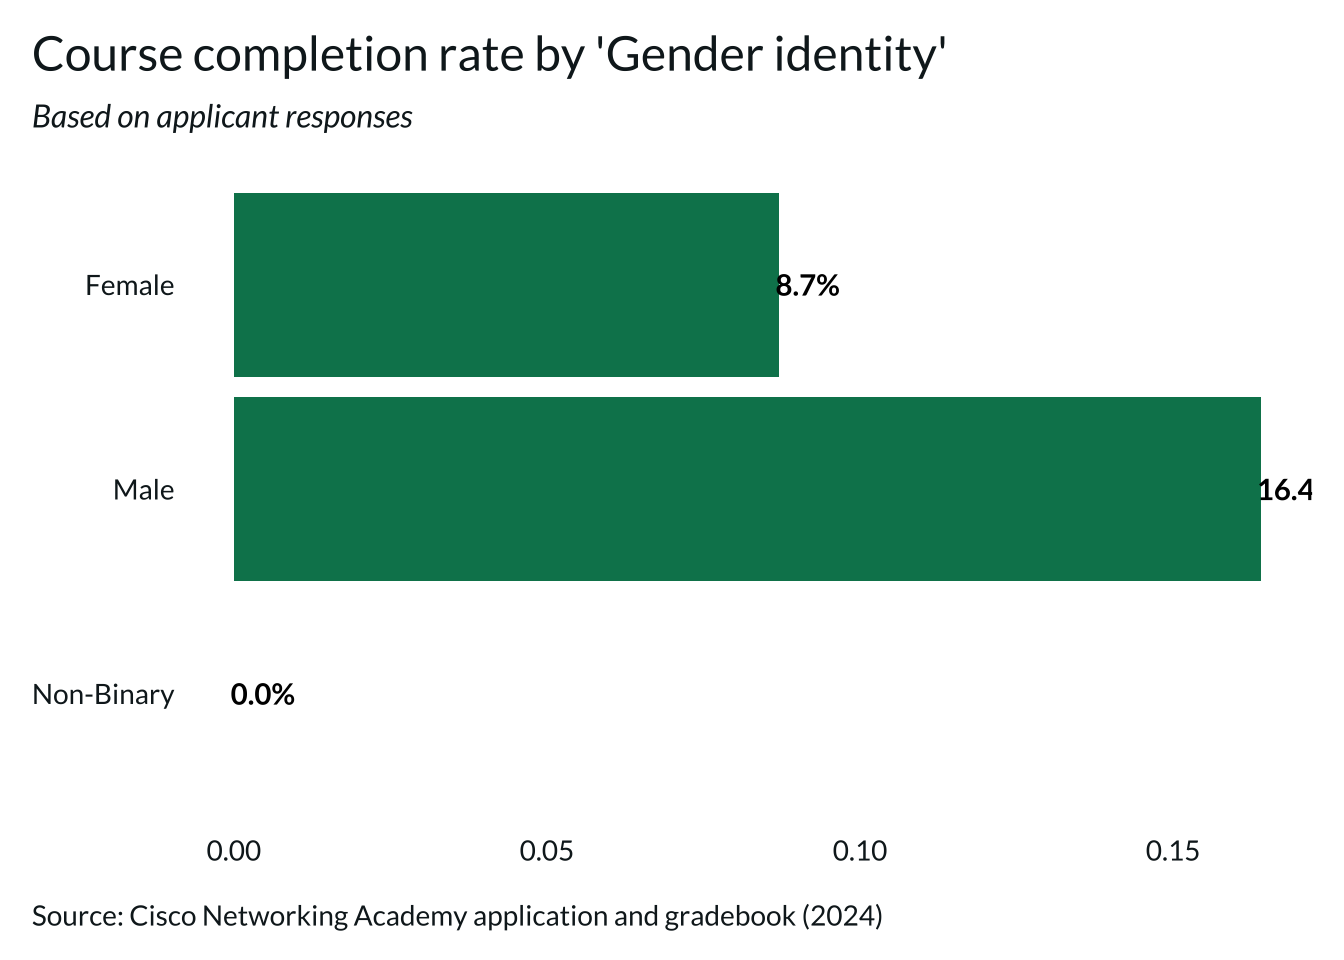 Course completion rate by 'Gender identity'
Based on applicant responses
Female
8.7%
Male
16.4
Non-Binary
0.0%
0.00 0.05 0.10 0.15
Source: Cisco Networking Academy application and gradebook (2024)